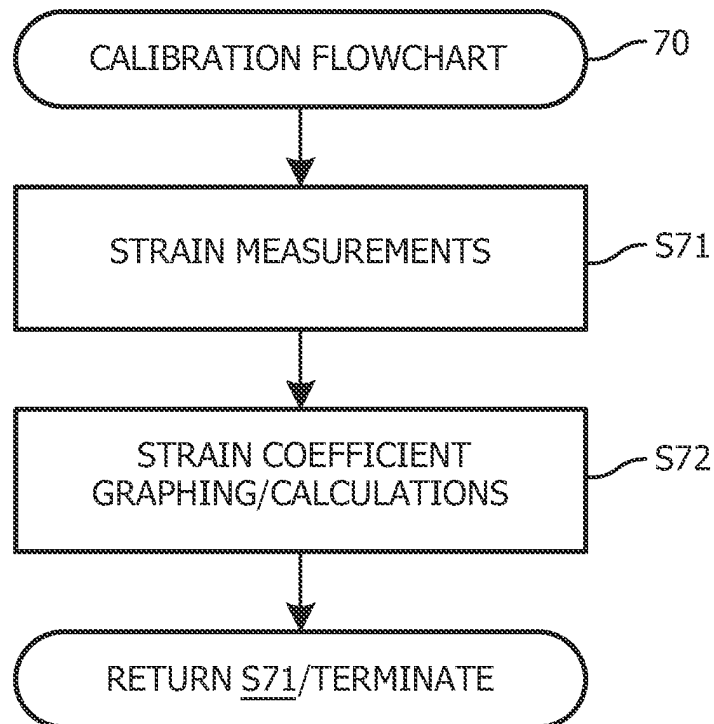 CALIBRATION FLOWCHART
70
STRAIN MEASUREMENTS
S71
STRAIN COEFFICIENT
GRAPHING/CALCULATIONS
S72
RETURN S71/TERMINATE